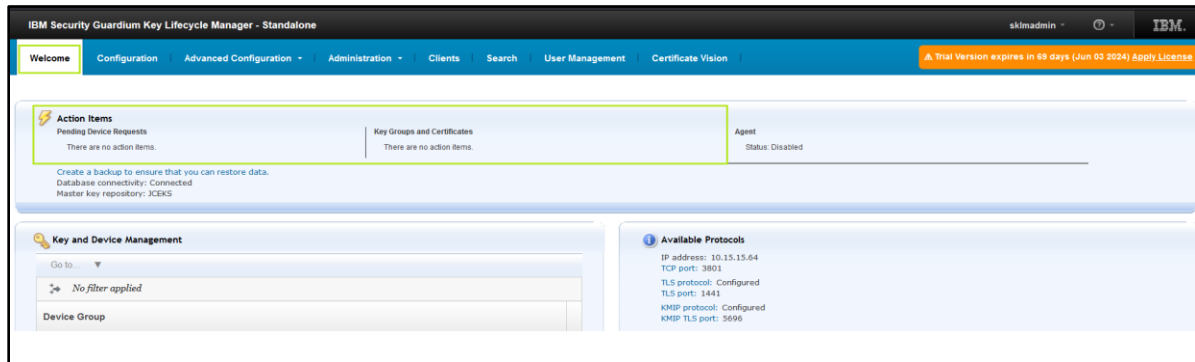 IBM Security Guardium Key Lifecycle Manager - Standalone
sklmadmin
IBM.
Welcome
Configuration
Advanced Configuration
Administration
Clients
Search
User Management
Certificate Vision
Trial Version expires in 69 days (Jun 03 2024) Apply License
Action Items
Pending Device Requests
There are no action items.
Key Groups and Certificates
There are no action items.
Agent
Status: Disabled
Create a backup to ensure that you can restore data.
Database connectivity: Connected
Master key repository: JCEKS
Key and Device Management
Go to...
No filter applied
Device Group
Available Protocols
IP address: 10.15.15.64
TCP port: 3801
TLS protocol: Configured
TLS port: 1441
KMIP protocol: Configured
KMIP TLS port: 5696